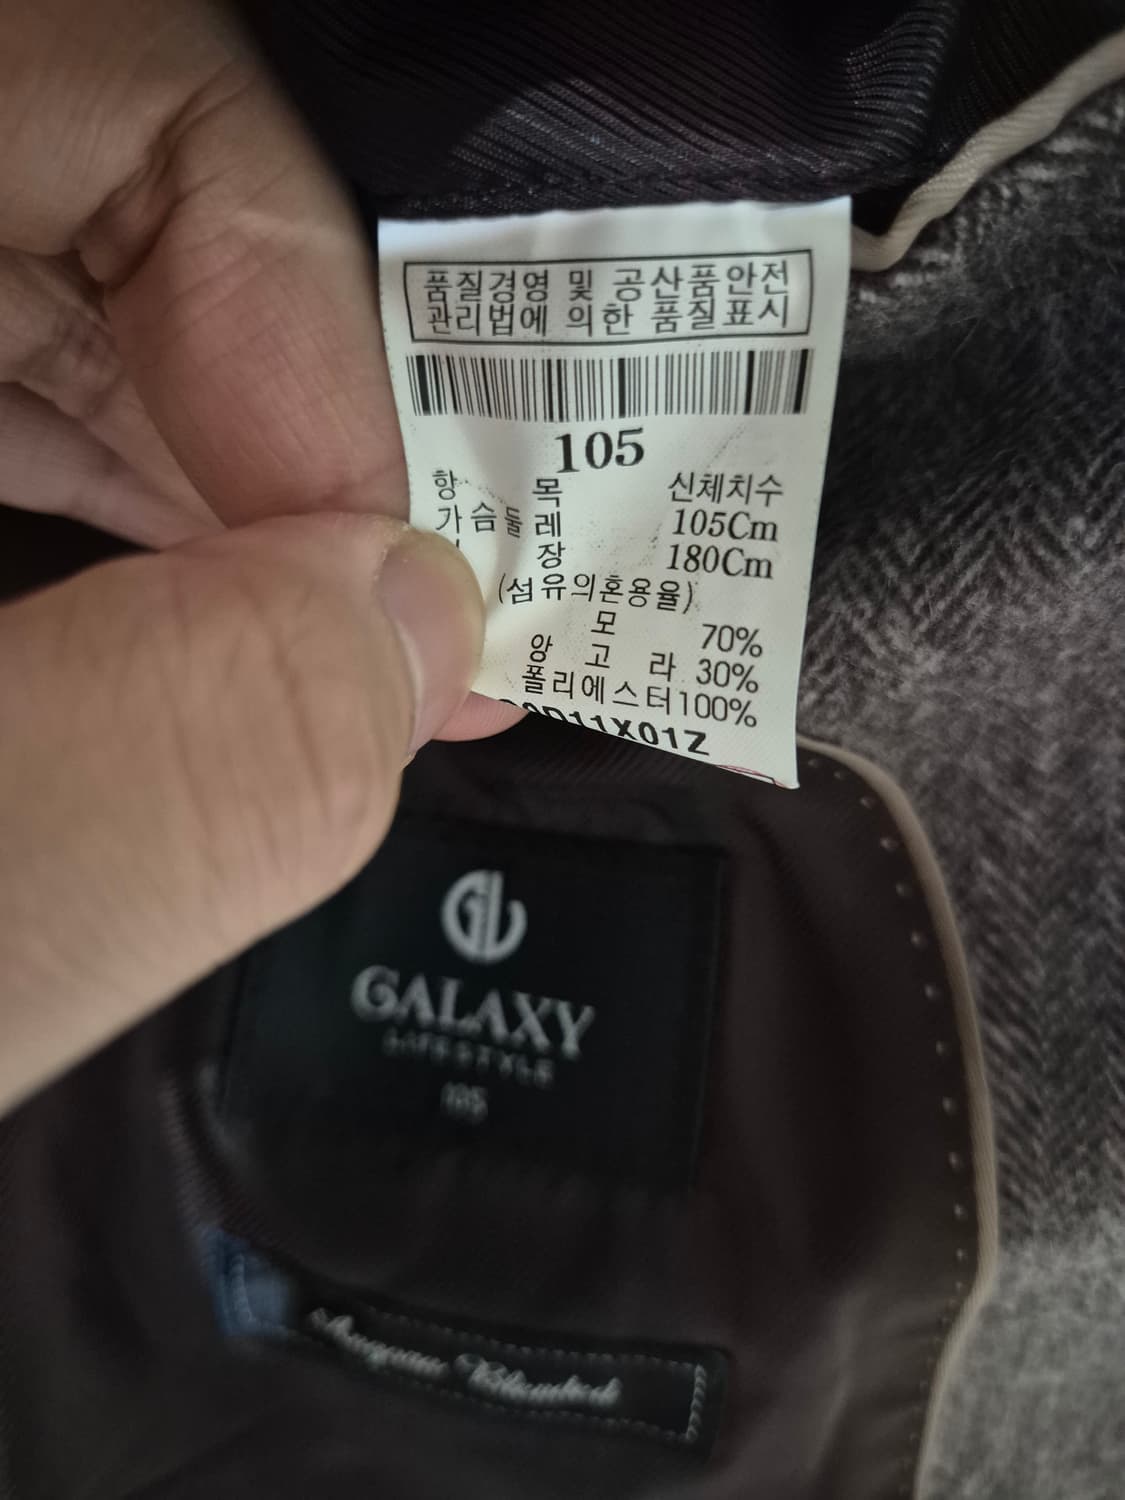 품질경영 및 공산품안전
관리법에 의한 품질표시
105
항 목 신체치수
가슴둘레 105Cm
장 180Cm
(섬유의혼용율)
모 70%
앙 고 라 30%
폴리에스터100%
11X01Z
GALAXY
LIFESTYLE
105
Angora Blended